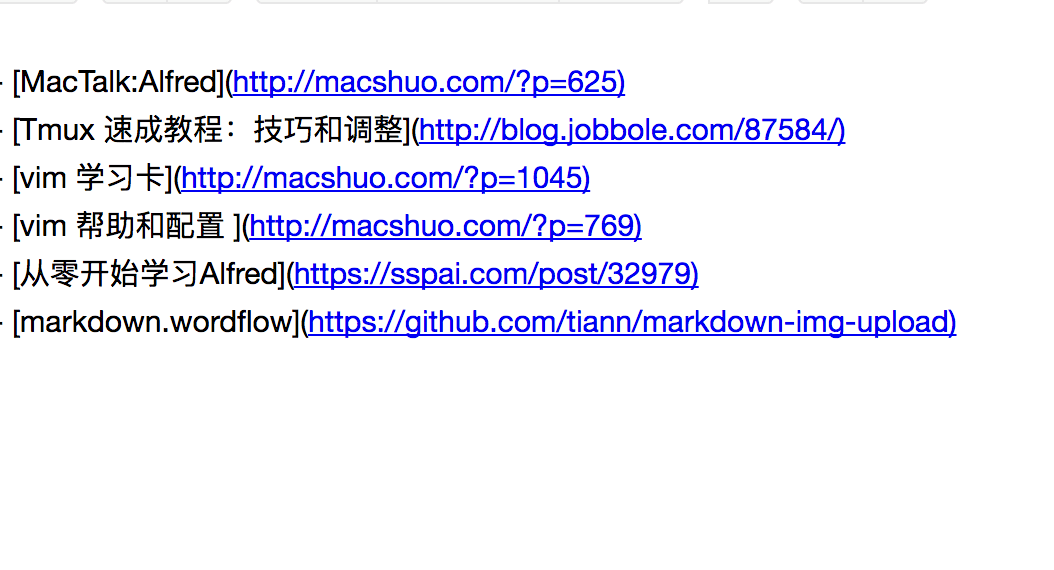 - [MacTalk:Alfred](http://macshuo.com/?p=625)
- [Tmux 速成教程：技巧和调整](http://blog.jobbole.com/87584/)
- [vim 学习卡](http://macshuo.com/?p=1045)
- [vim 帮助和配置 ](http://macshuo.com/?p=769)
- [从零开始学习Alfred](https://sspai.com/post/32979)
- [markdown.wordflow](https://github.com/tiann/markdown-img-upload)